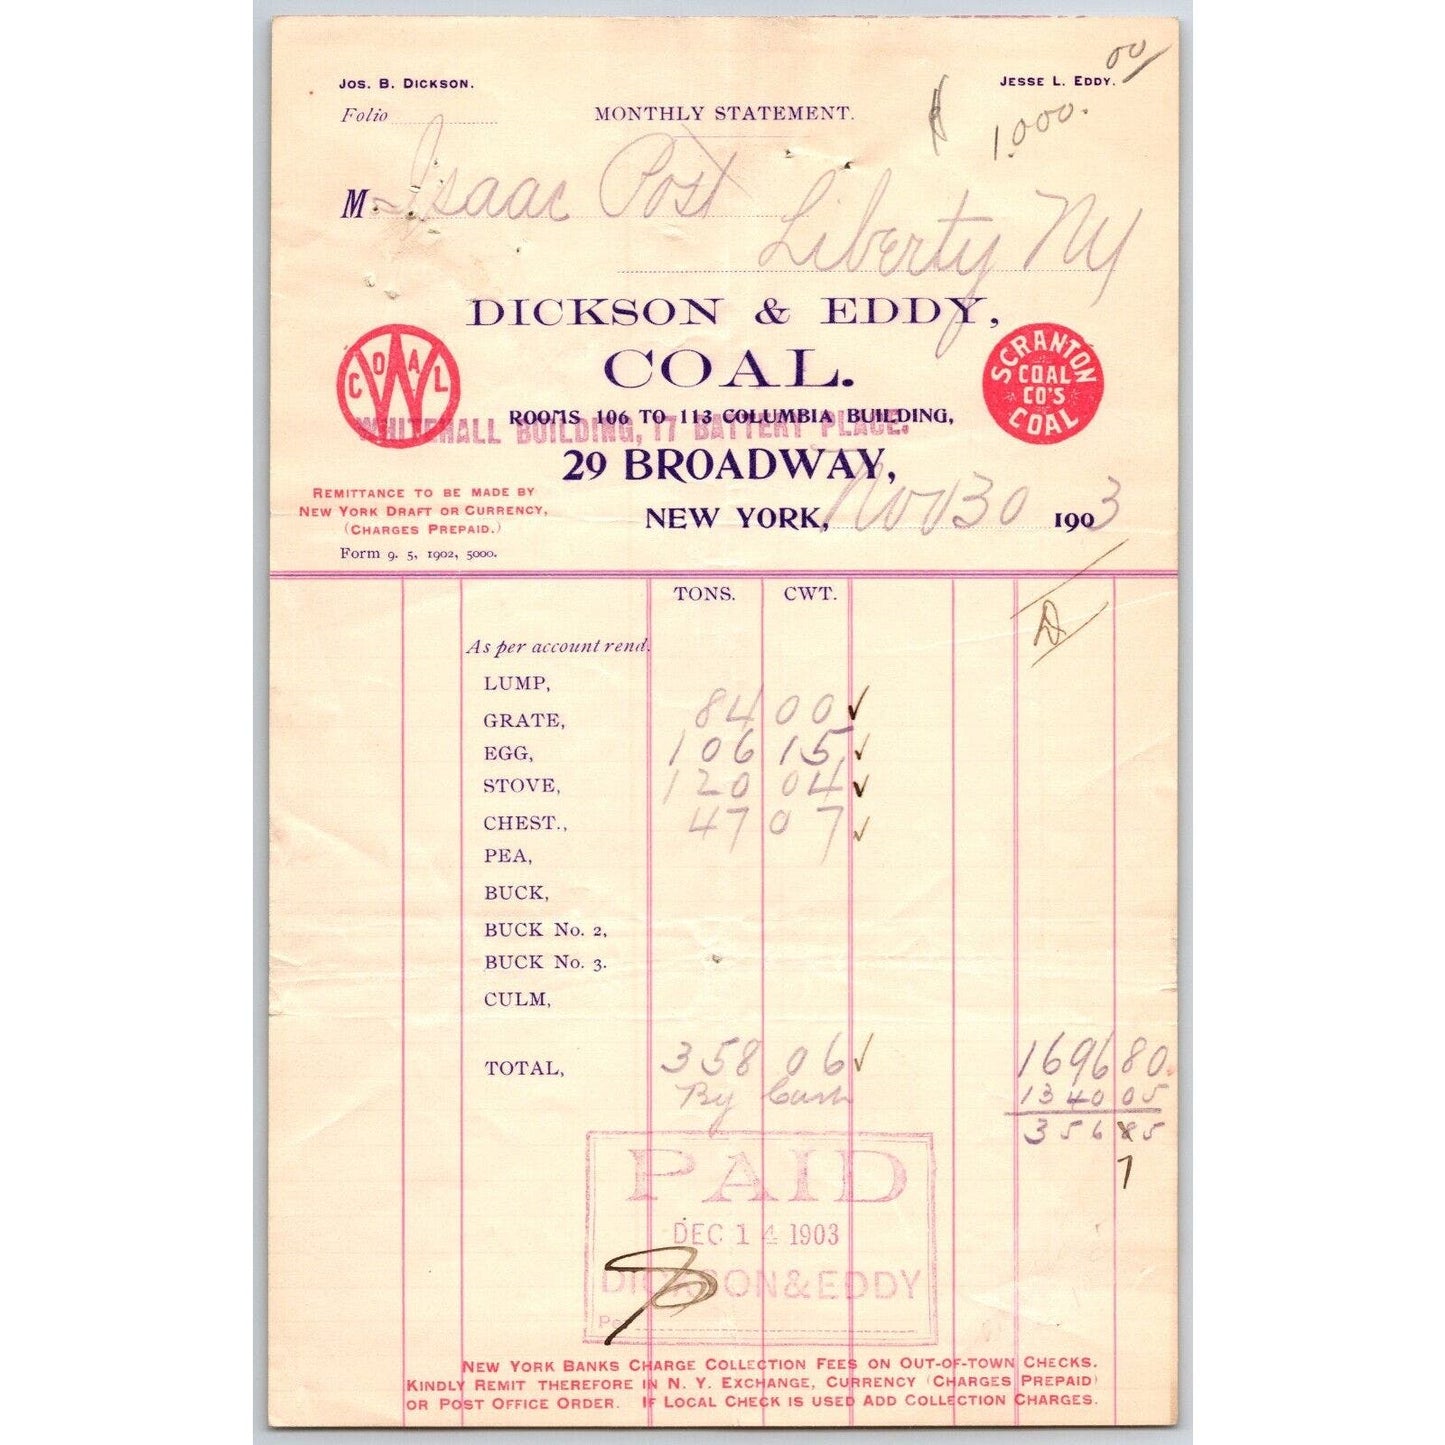 00
JOS. B. DICKSON. JESSE L. EDDY.
Folio MONTHLY STATEMENT. $ 1.000.
M Isaac Post
Liberty NY
DICKSON & EDDY,
COAL.
COAL SCRANTON COAL CO'S COAL
ROOMS 106 TO 113 COLUMBIA BUILDING,
WHITEHALL BUILDING, 17 BATTERY PLACE.
29 BROADWAY,
REMITTANCE TO BE MADE BY
NEW YORK DRAFT OR CURRENCY,
(CHARGES PREPAID.)
NEW YORK, Nov 30 1903
Form 9. 5, 1902, 5000.
TONS. CWT.
As per account rend.
LUMP,
GRATE, 84 00 ✓
EGG, 106 15 ✓
STOVE, 120 04 ✓
CHEST., 47 07 ✓
PEA,
BUCK,
BUCK No. 2,
BUCK No. 3.
CULM,
TOTAL, 358 06 ✓ 1696 80
By Cash 1340 05
356 85
7
PAID
DEC 14 1903
DICKSON & EDDY
Per
NEW YORK BANKS CHARGE COLLECTION FEES ON OUT-OF-TOWN CHECKS.
KINDLY REMIT THEREFORE IN N. Y. EXCHANGE, CURRENCY (CHARGES PREPAID)
OR POST OFFICE ORDER. IF LOCAL CHECK IS USED ADD COLLECTION CHARGES.